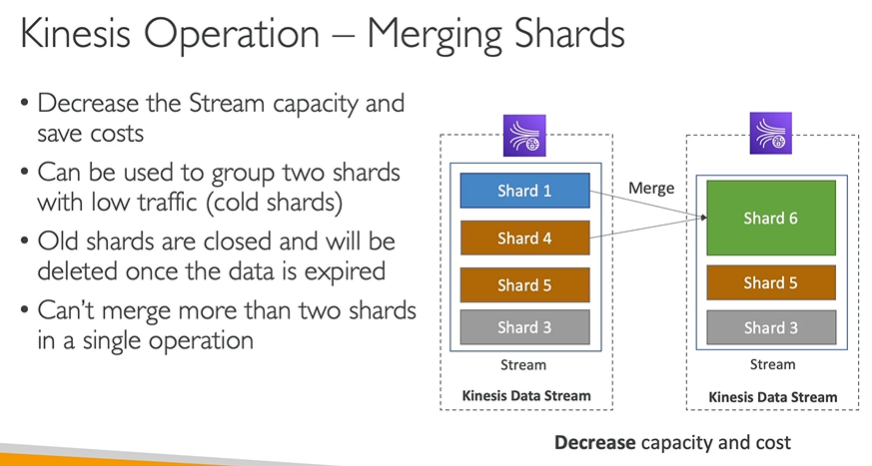 Kinesis Operation – Merging Shards
• Decrease the Stream capacity and
save costs
• Can be used to group two shards
with low traffic (cold shards)
• Old shards are closed and will be
deleted once the data is expired
• Can't merge more than two shards
in a single operation
Shard 1
Shard 4
Shard 5
Shard 3
Stream
Kinesis Data Stream
Merge
Shard 6
Shard 5
Shard 3
Stream
Kinesis Data Stream
Decrease capacity and cost